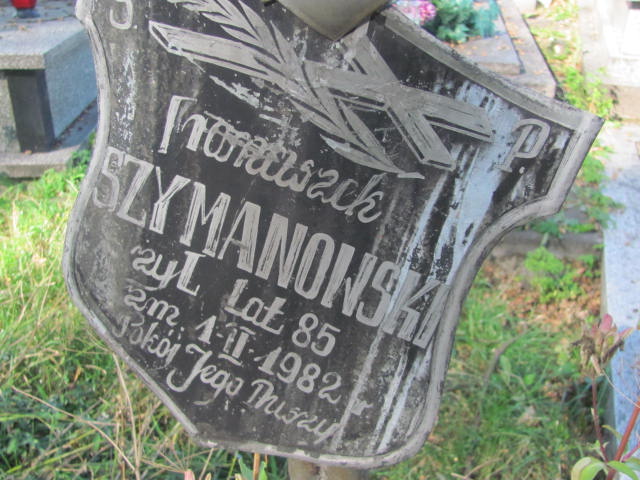 Ś. P.
Franciszek
SZYMANOWSKI
żył lat 85
zm. 1-II-1982 r
Pokój Jego Duszy